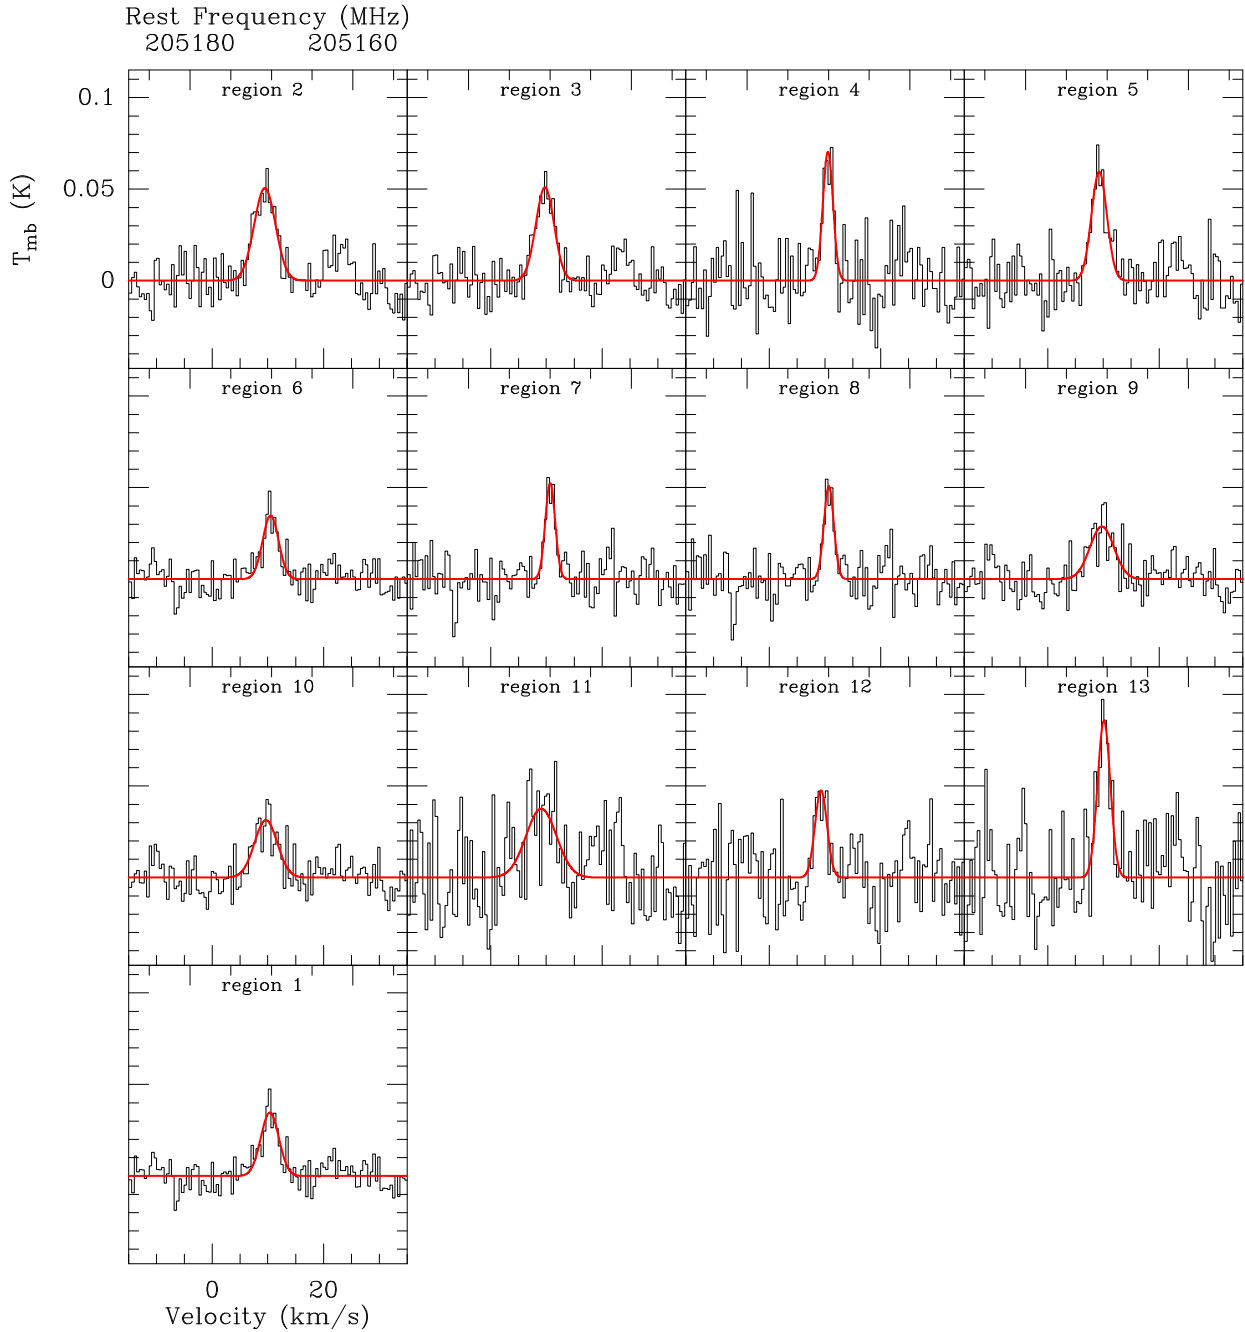 Rest Frequency (MHz)
205180 205160
region 2 region 3 region 4 region 5
0.1
0.05
0
T_mb (K)
region 6 region 7 region 8 region 9
region 10 region 11 region 12 region 13
region 1
0 20
Velocity (km/s)